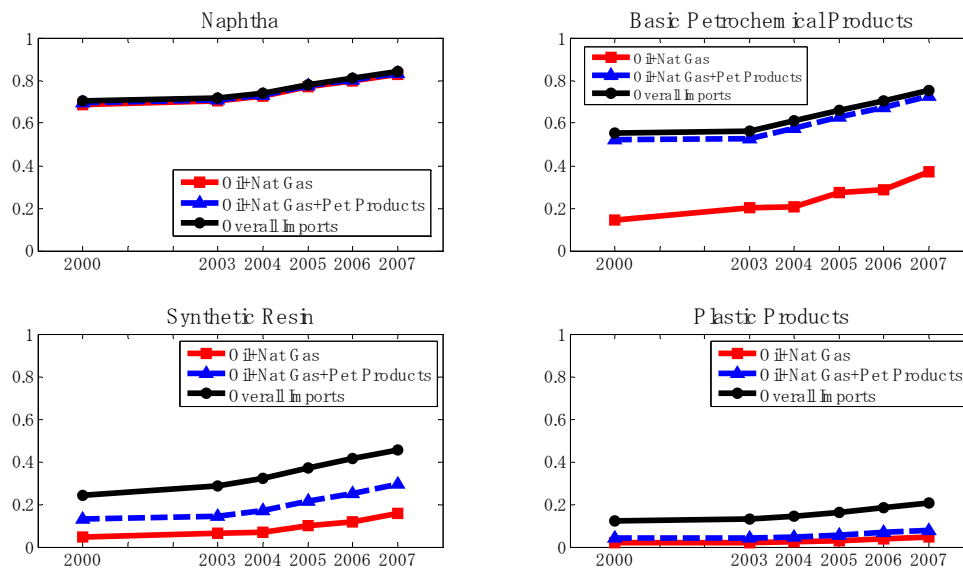 Naphtha
1
0.8
0.6
0.4
0.2
0
Oil+Nat Gas
Oil+Nat Gas+Pet Products
Overall Imports
2000 2003 2004 2005 2006 2007
Basic Petrochemical Products
1
0.8
0.6
0.4
0.2
0
Oil+Nat Gas
Oil+Nat Gas+Pet Products
Overall Imports
2000 2003 2004 2005 2006 2007
Synthetic Resin
1
0.8
0.6
0.4
0.2
0
Oil+Nat Gas
Oil+Nat Gas+Pet Products
Overall Imports
2000 2003 2004 2005 2006 2007
Plastic Products
1
0.8
0.6
0.4
0.2
0
Oil+Nat Gas
Oil+Nat Gas+Pet Products
Overall Imports
2000 2003 2004 2005 2006 2007